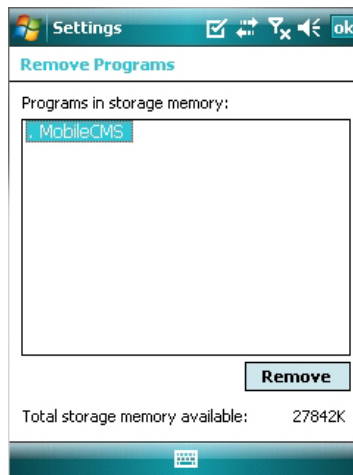 Settings
ok
Remove Programs
Programs in storage memory:
. MobileCMS
Remove
Total storage memory available: 27842K